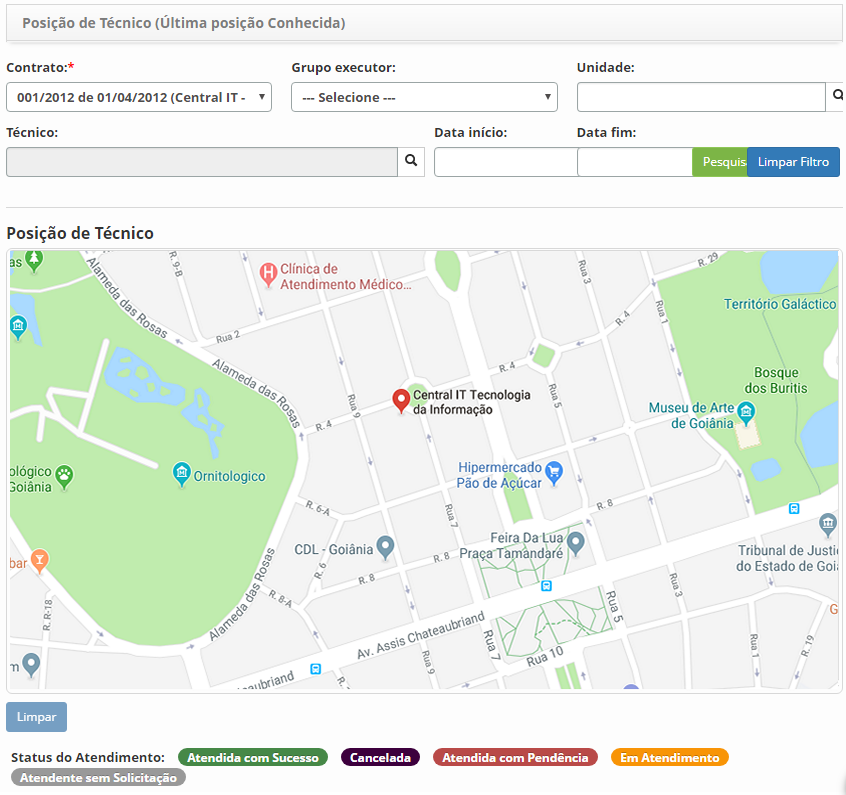 Posição de Técnico (Última posição Conhecida)
Contrato:*
Grupo executor:
Unidade:
001/2012 de 01/04/2012 (Central IT -
--- Selecione ---
Técnico:
Data início:
Data fim:
Pesquis
Limpar Filtro
Posição de Técnico
as
Alameda das Rosas
R. 9-B
Clínica de
Atendimento Médico...
Rua 3
R. 29
Território Galáctico
Rua 2
Rua 1
R. 4
Alameda das Rosas
R. 4
Bosque
dos Buritis
Central IT Tecnologia
da Informação
Rua 9
Rua 5
Museu de Arte
de Goiânia
R. 4
ológico
Goiânia
Ornitologico
Hipermercado
Pão de Açúcar
R. 6-A
Rua 7
R. 8
CDL - Goiânia
Feira Da Lua
Praça Tamandaré
Tribunal de Justiç
do Estado de Goiá
bar
R. 6
R. 8
R. 8
Rua 3
R. R-18
Alameda das Rosas
R. 8-A
Rua 5
G
Av. Assis Chateaubriand
Rua 7
Rua 10
Rua 1
R. 19
m
Rua 9
ubriand
R.
Limpar
Status do Atendimento:
Atendida com Sucesso
Cancelada
Atendida com Pendência
Em Atendimento
Atendente sem Solicitação